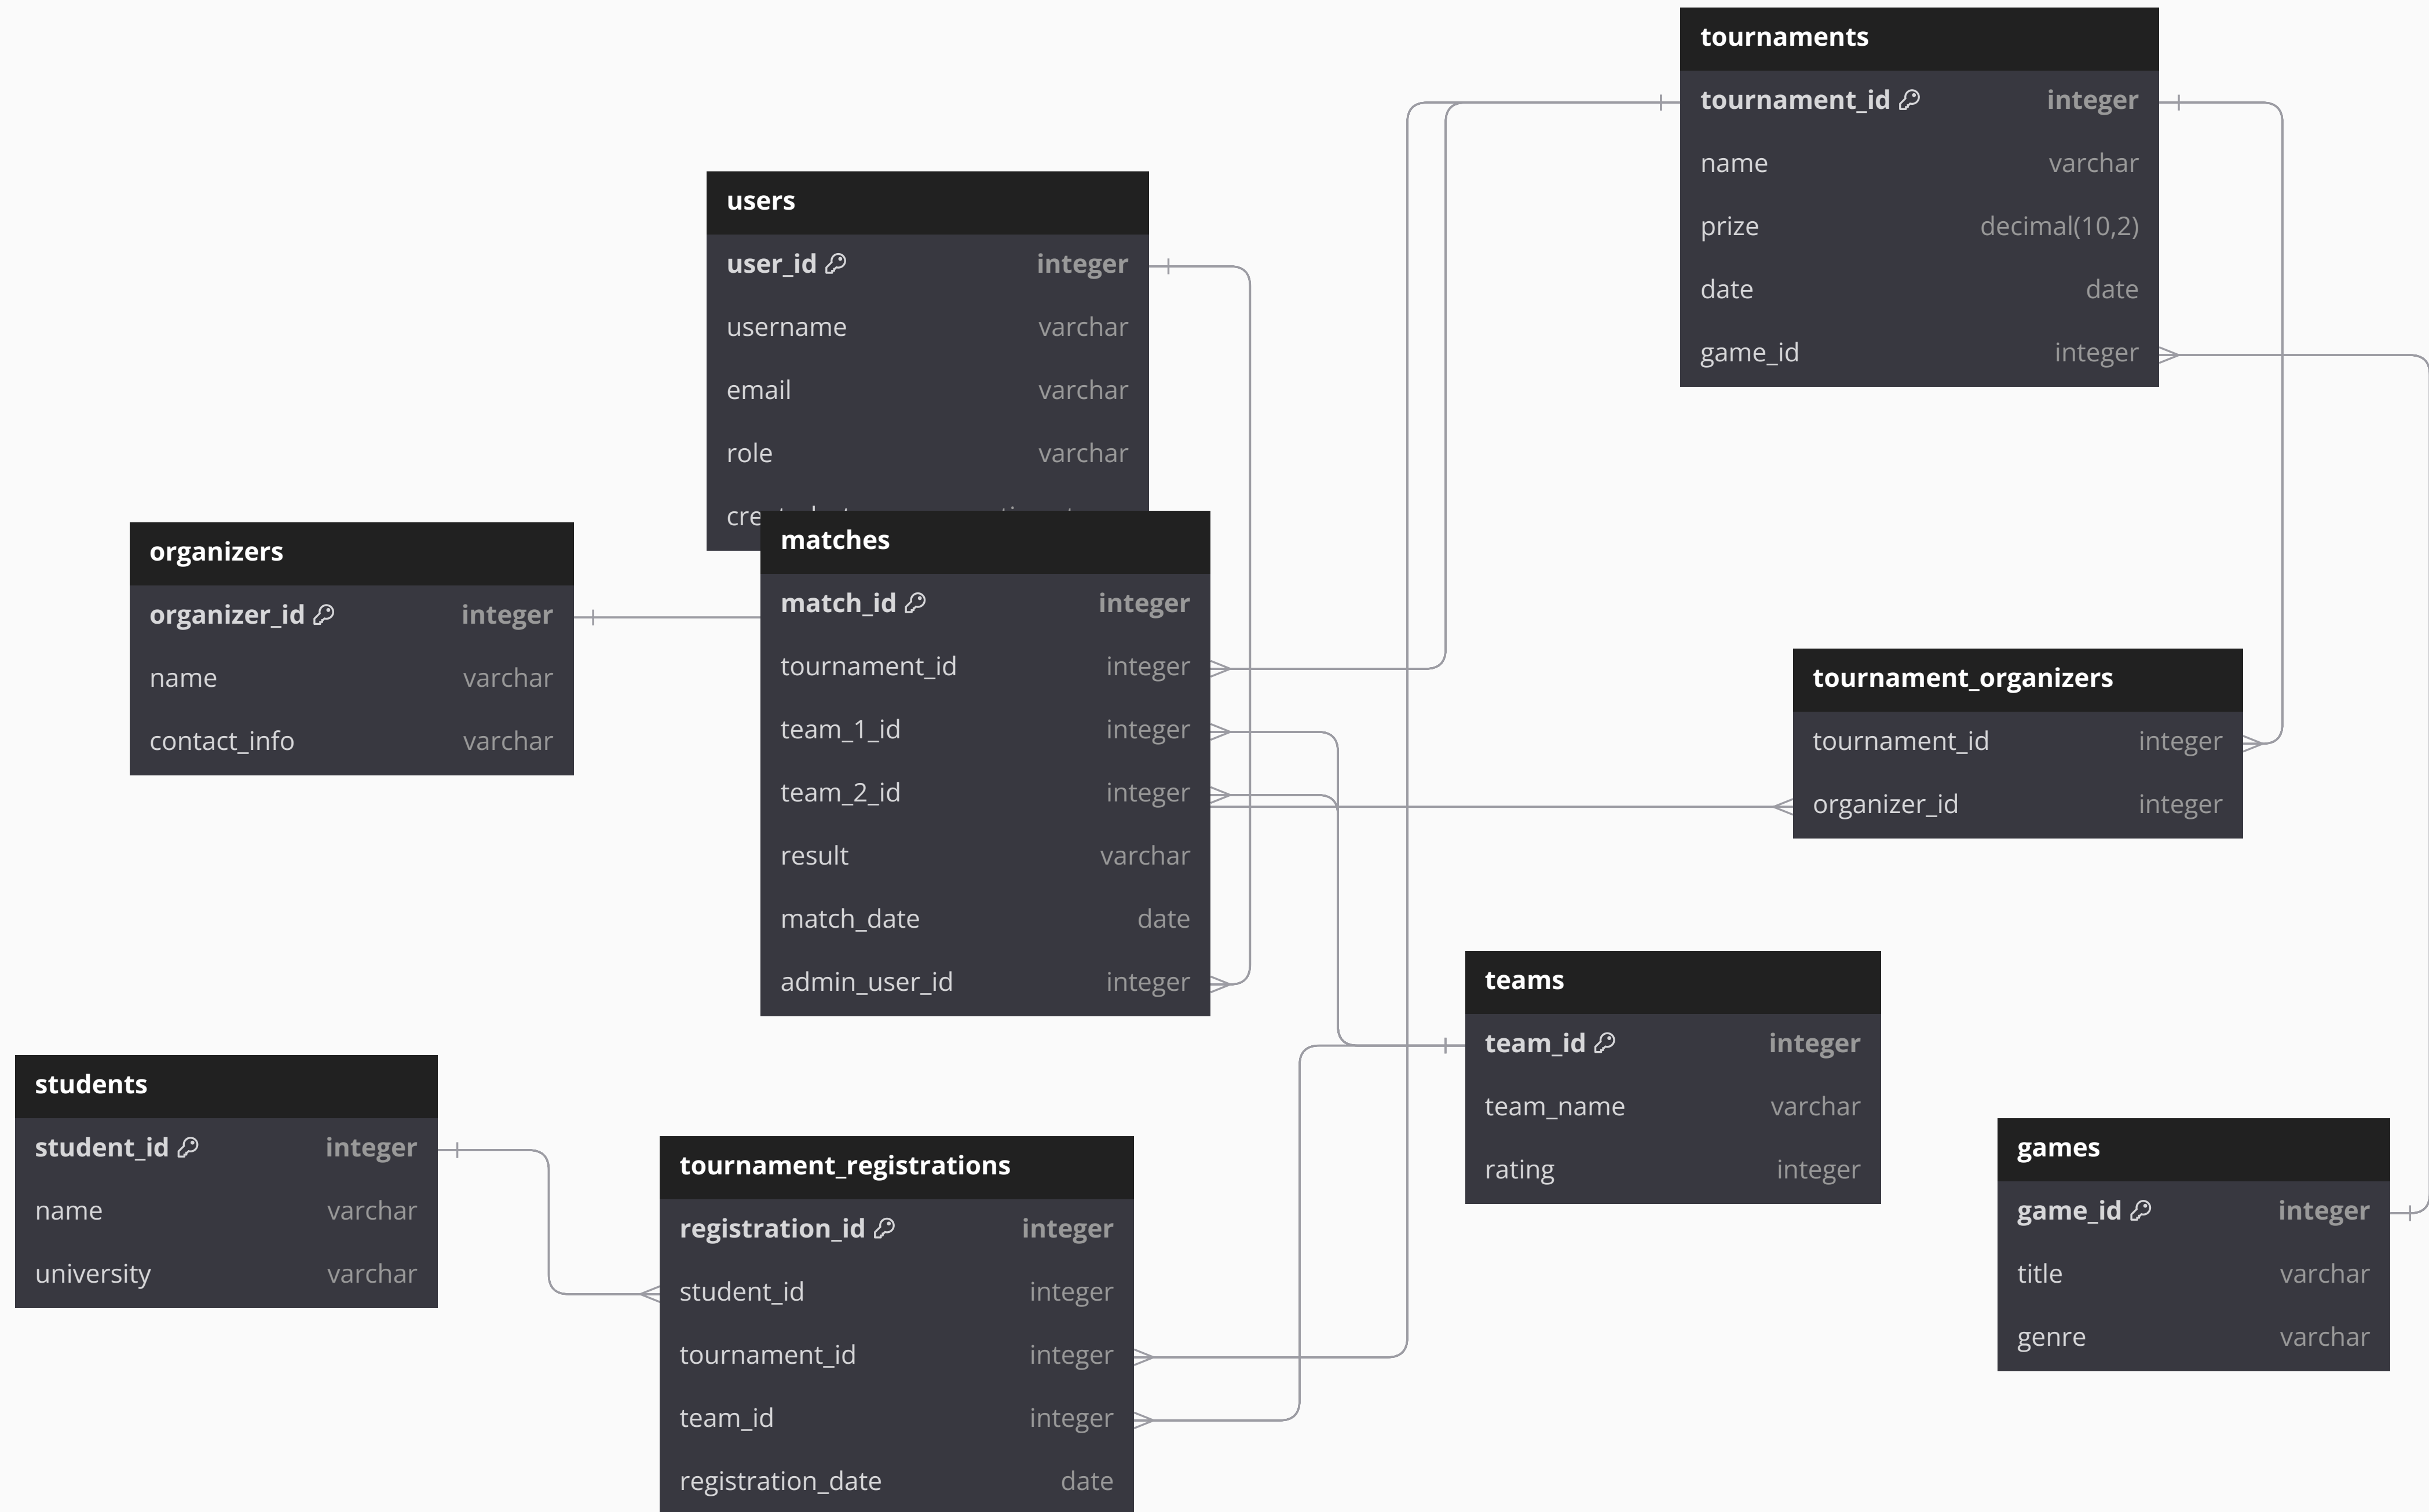 tournaments
tournament_id integer
name varchar
prize decimal(10,2)
date date
game_id integer
users
user_id integer
username varchar
email varchar
role varchar
organizers
organizer_id integer
name varchar
contact_info varchar
matches
match_id integer
tournament_id integer
team_1_id integer
team_2_id integer
result varchar
match_date date
admin_user_id integer
tournament_organizers
tournament_id integer
organizer_id integer
teams
team_id integer
team_name varchar
rating integer
students
student_id integer
name varchar
university varchar
tournament_registrations
registration_id integer
student_id integer
tournament_id integer
team_id integer
registration_date date
games
game_id integer
title varchar
genre varchar